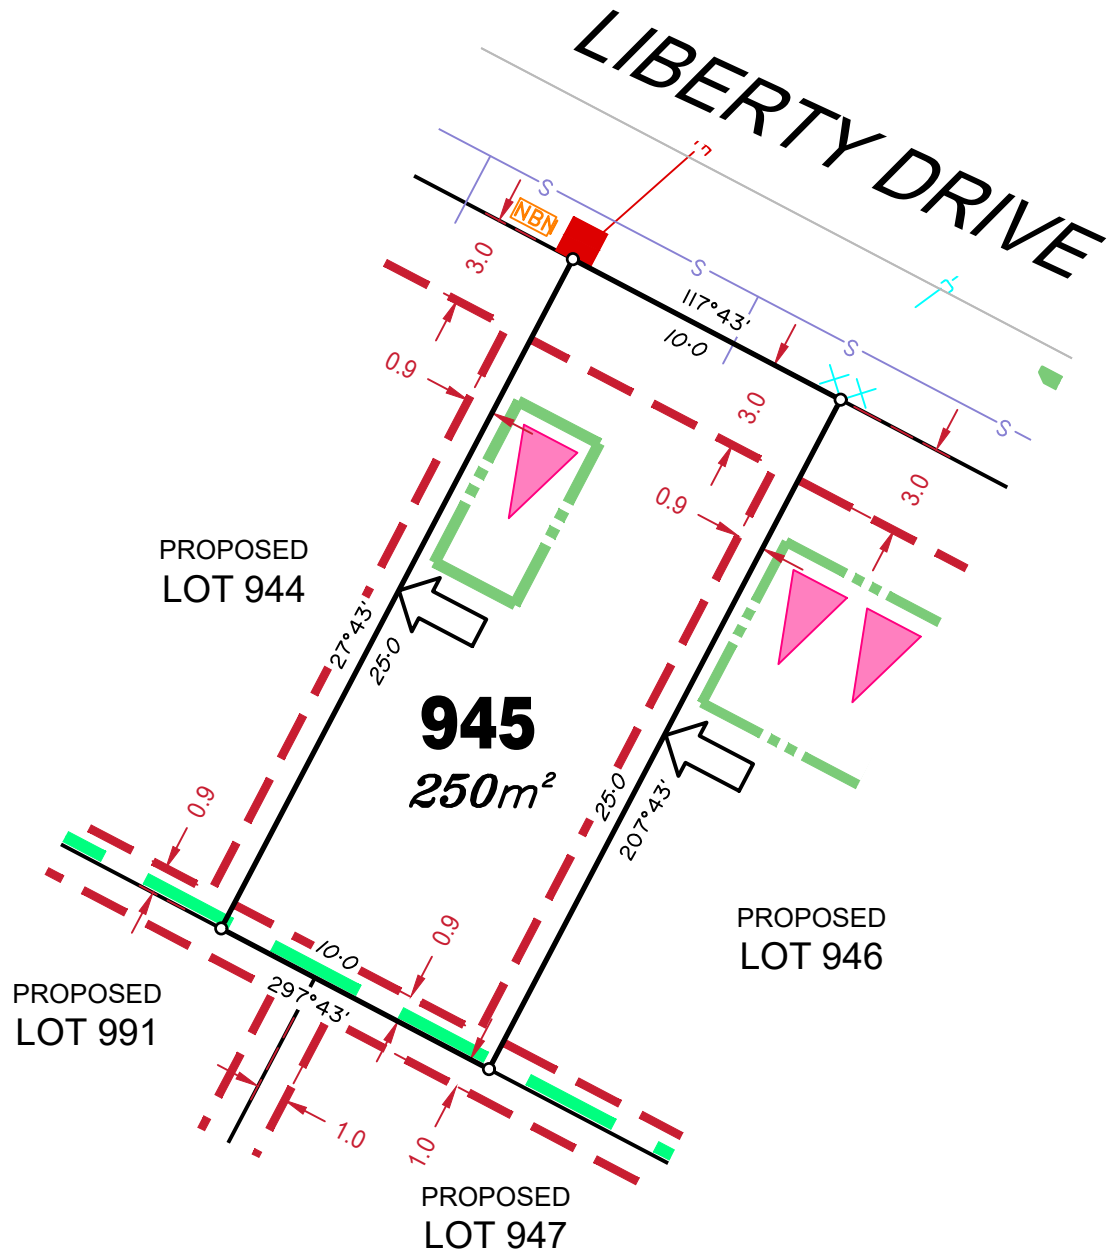 LIBERTY DRIVE
S
NBN
3.0
S
117°43'
10·0
S
3.0
S
0.9
3.0
0.9
PROPOSED
LOT 944
27°43'
25·0
945
250m²
25·0
207°43'
0.9
PROPOSED
LOT 946
0.9
10·0
297°43'
PROPOSED
LOT 991
1.0
1.0
PROPOSED
LOT 947